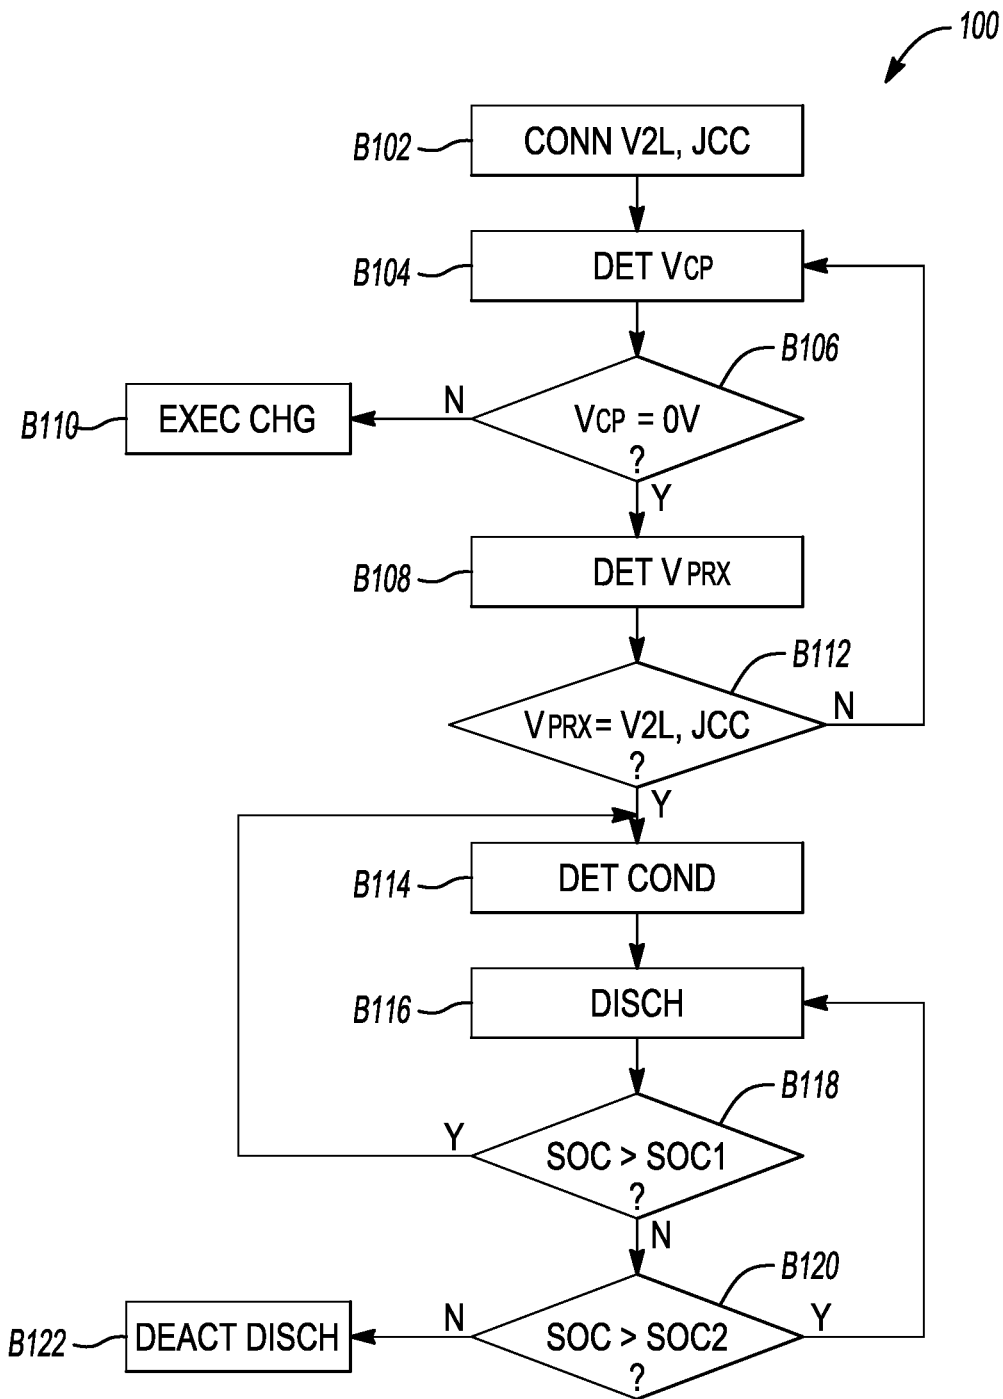 100
B102
CONN V2L, JCC
B104
DET VCP
B106
VCP = 0V
?
N
Y
B110
EXEC CHG
B108
DET VPRX
B112
VPRX = V2L, JCC
?
N
Y
B114
DET COND
B116
DISCH
B118
Y
SOC > SOC1
?
N
B120
SOC > SOC2
?
N
Y
B122
DEACT DISCH